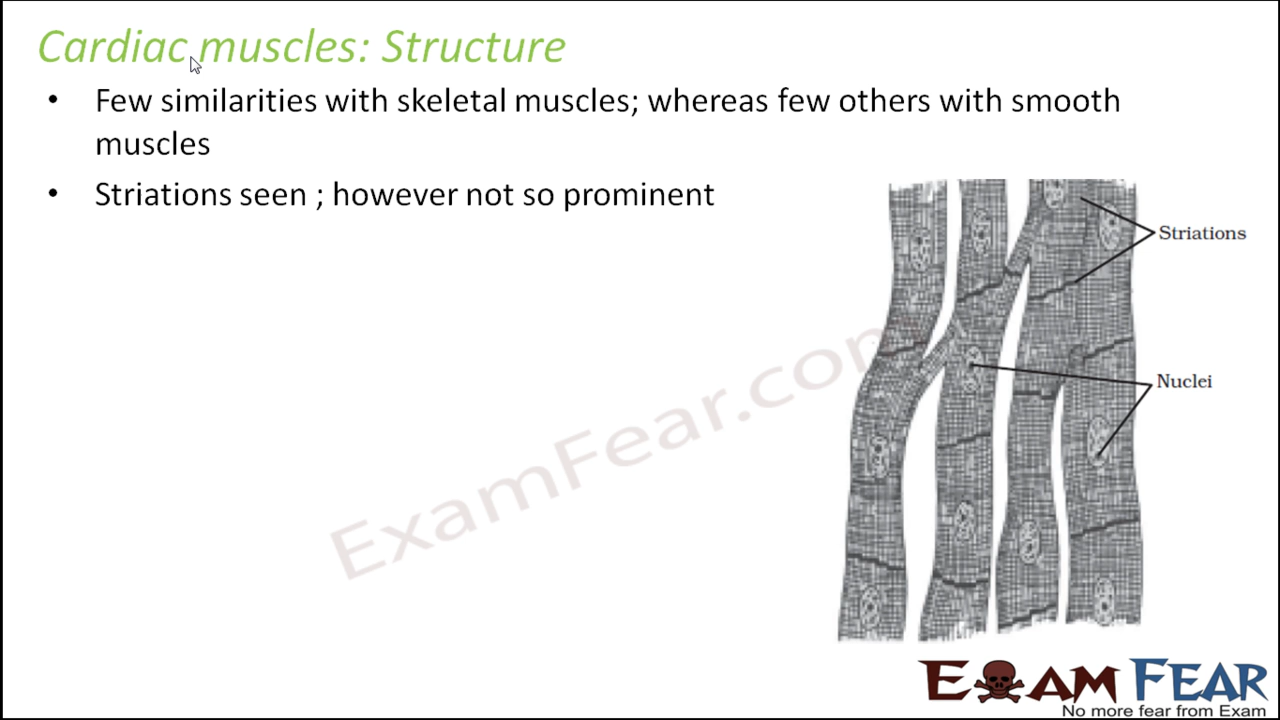 Cardiac muscles: Structure
• Few similarities with skeletal muscles; whereas few others with smooth
muscles
• Striations seen ; however not so prominent
Striations
Nuclei
ExamFear.com
EXAM FEAR
No more fear from Exam